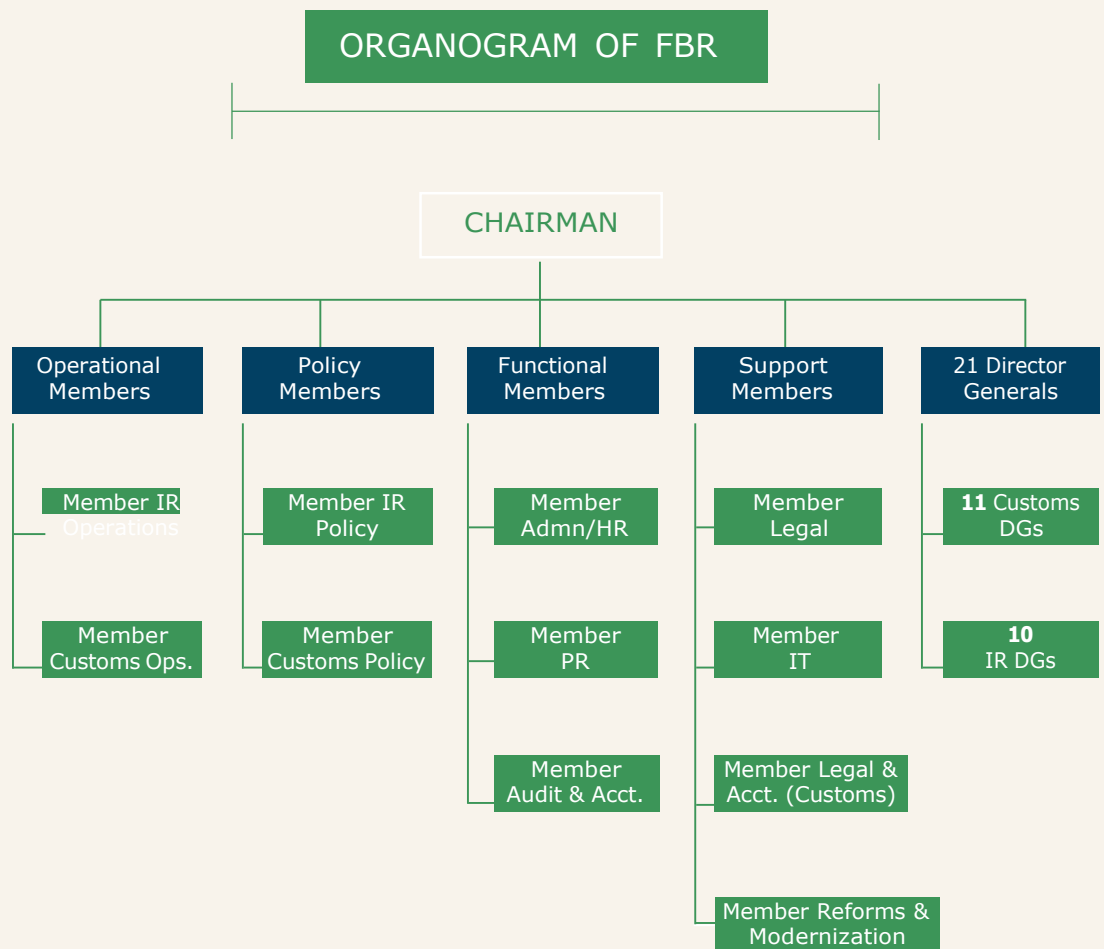 ORGANOGRAM OF FBR
CHAIRMAN
Operational
Members
Policy
Members
Functional
Members
Support
Members
21 Director
Generals
Member IR
Operations
Member
Customs Ops.
Member IR
Policy
Member
Customs Policy
Member
Admn/HR
Member
PR
Member
Audit & Acct.
Member
Legal
Member
IT
Member Legal &
Acct. (Customs)
Member Reforms &
Modernization
11 Customs
DGs
10
IR DGs